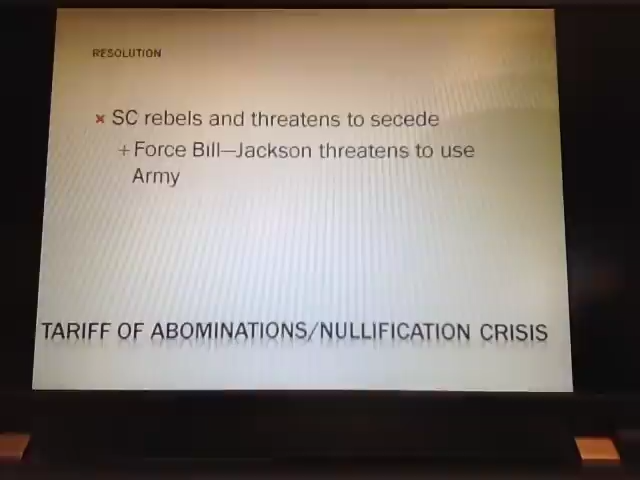 RESOLUTION
× SC rebels and threatens to secede
+ Force Bill—Jackson threatens to use
Army
TARIFF OF ABOMINATIONS/NULLIFICATION CRISIS